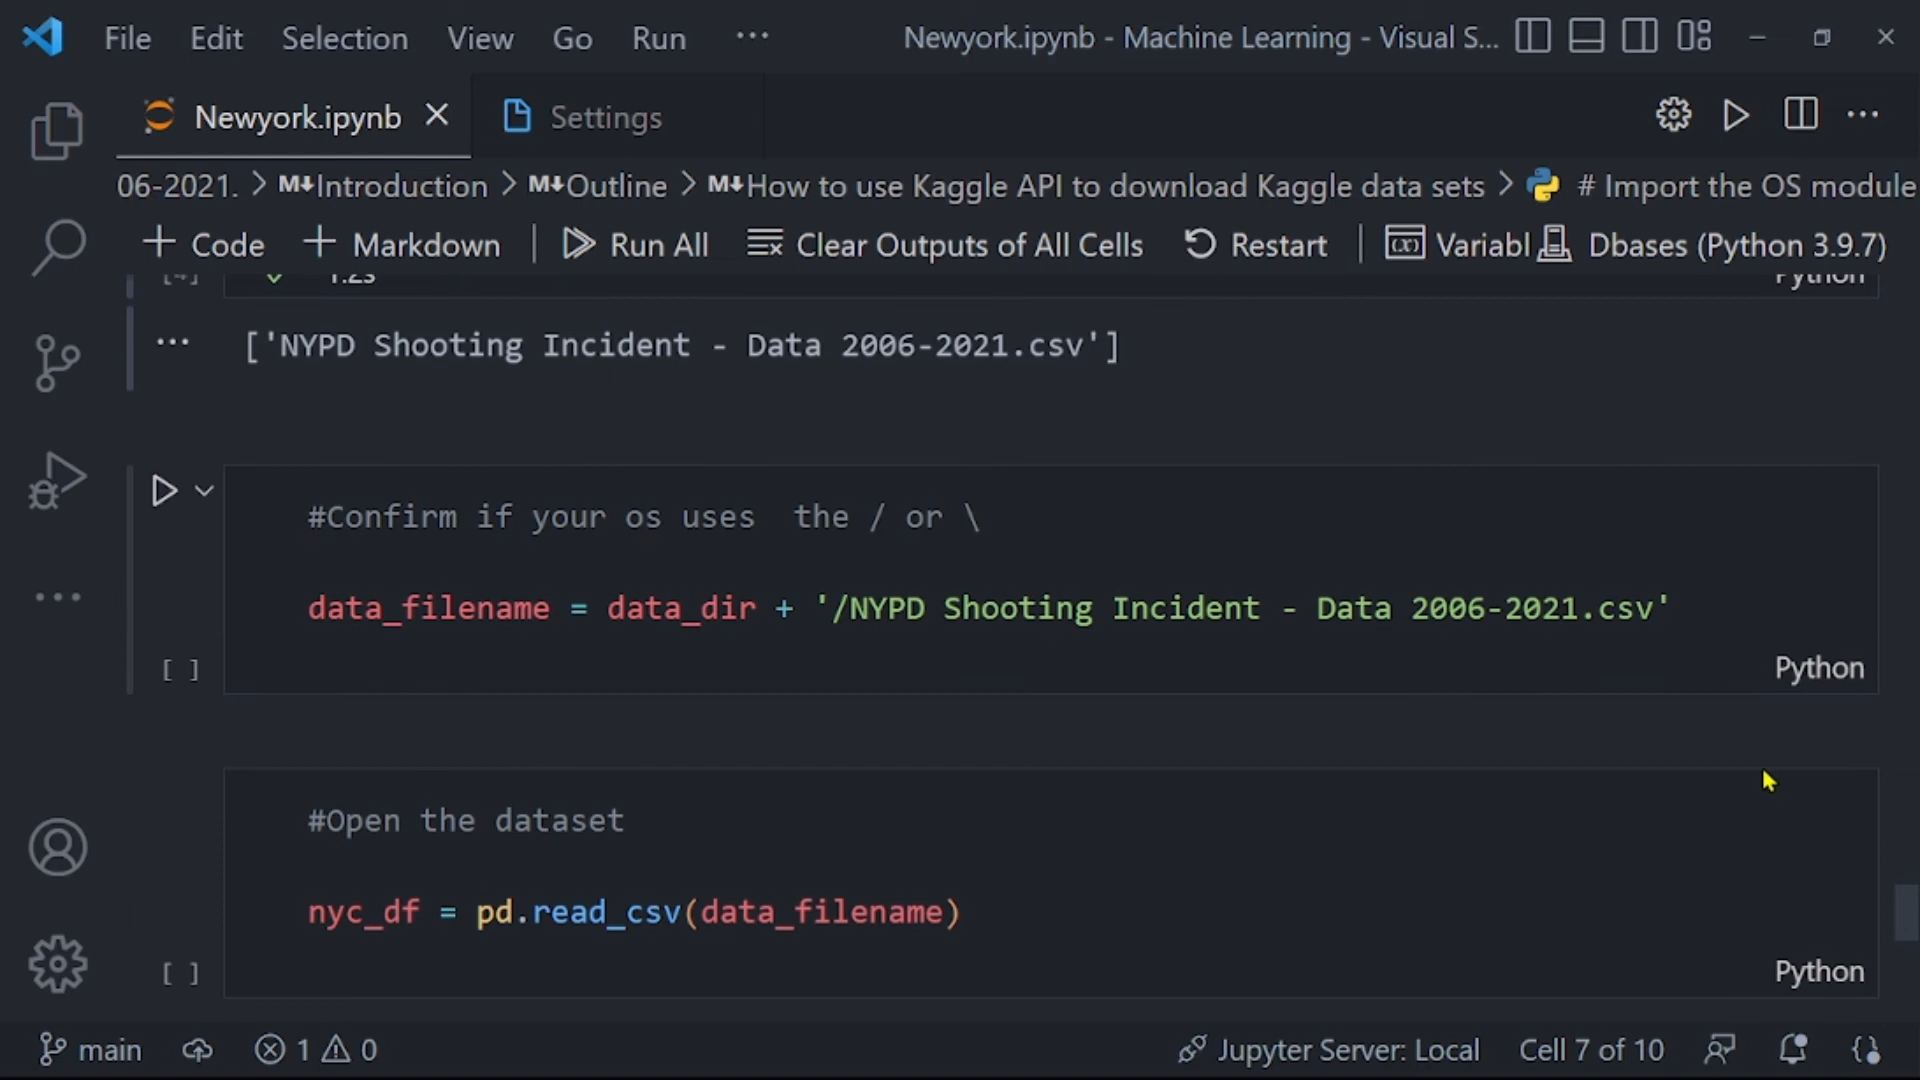 File Edit Selection View Go Run ··· Newyork.ipynb - Machine Learning - Visual S...
Newyork.ipynb Settings
06-2021. > M↓Introduction > M↓Outline > M↓How to use Kaggle API to download Kaggle data sets > # Import the OS module
+ Code + Markdown | Run All Clear Outputs of All Cells Restart | Variabl Dbases (Python 3.9.7)
[4] 1.2s Python
['NYPD Shooting Incident - Data 2006-2021.csv']
#Confirm if your os uses  the / or \
data_filename = data_dir + '/NYPD Shooting Incident - Data 2006-2021.csv'
[ ] Python
#Open the dataset
nyc_df = pd.read_csv(data_filename)
[ ] Python
main 1 0 Jupyter Server: Local Cell 7 of 10